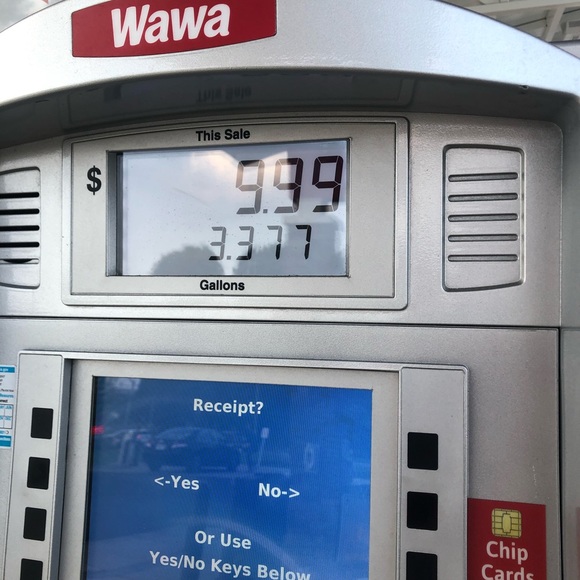 Wawa
This Sale
$ 9.99
3.377
Gallons
Receipt?
<-Yes No->
Or Use
Yes/No Keys Below
Chip
Cards